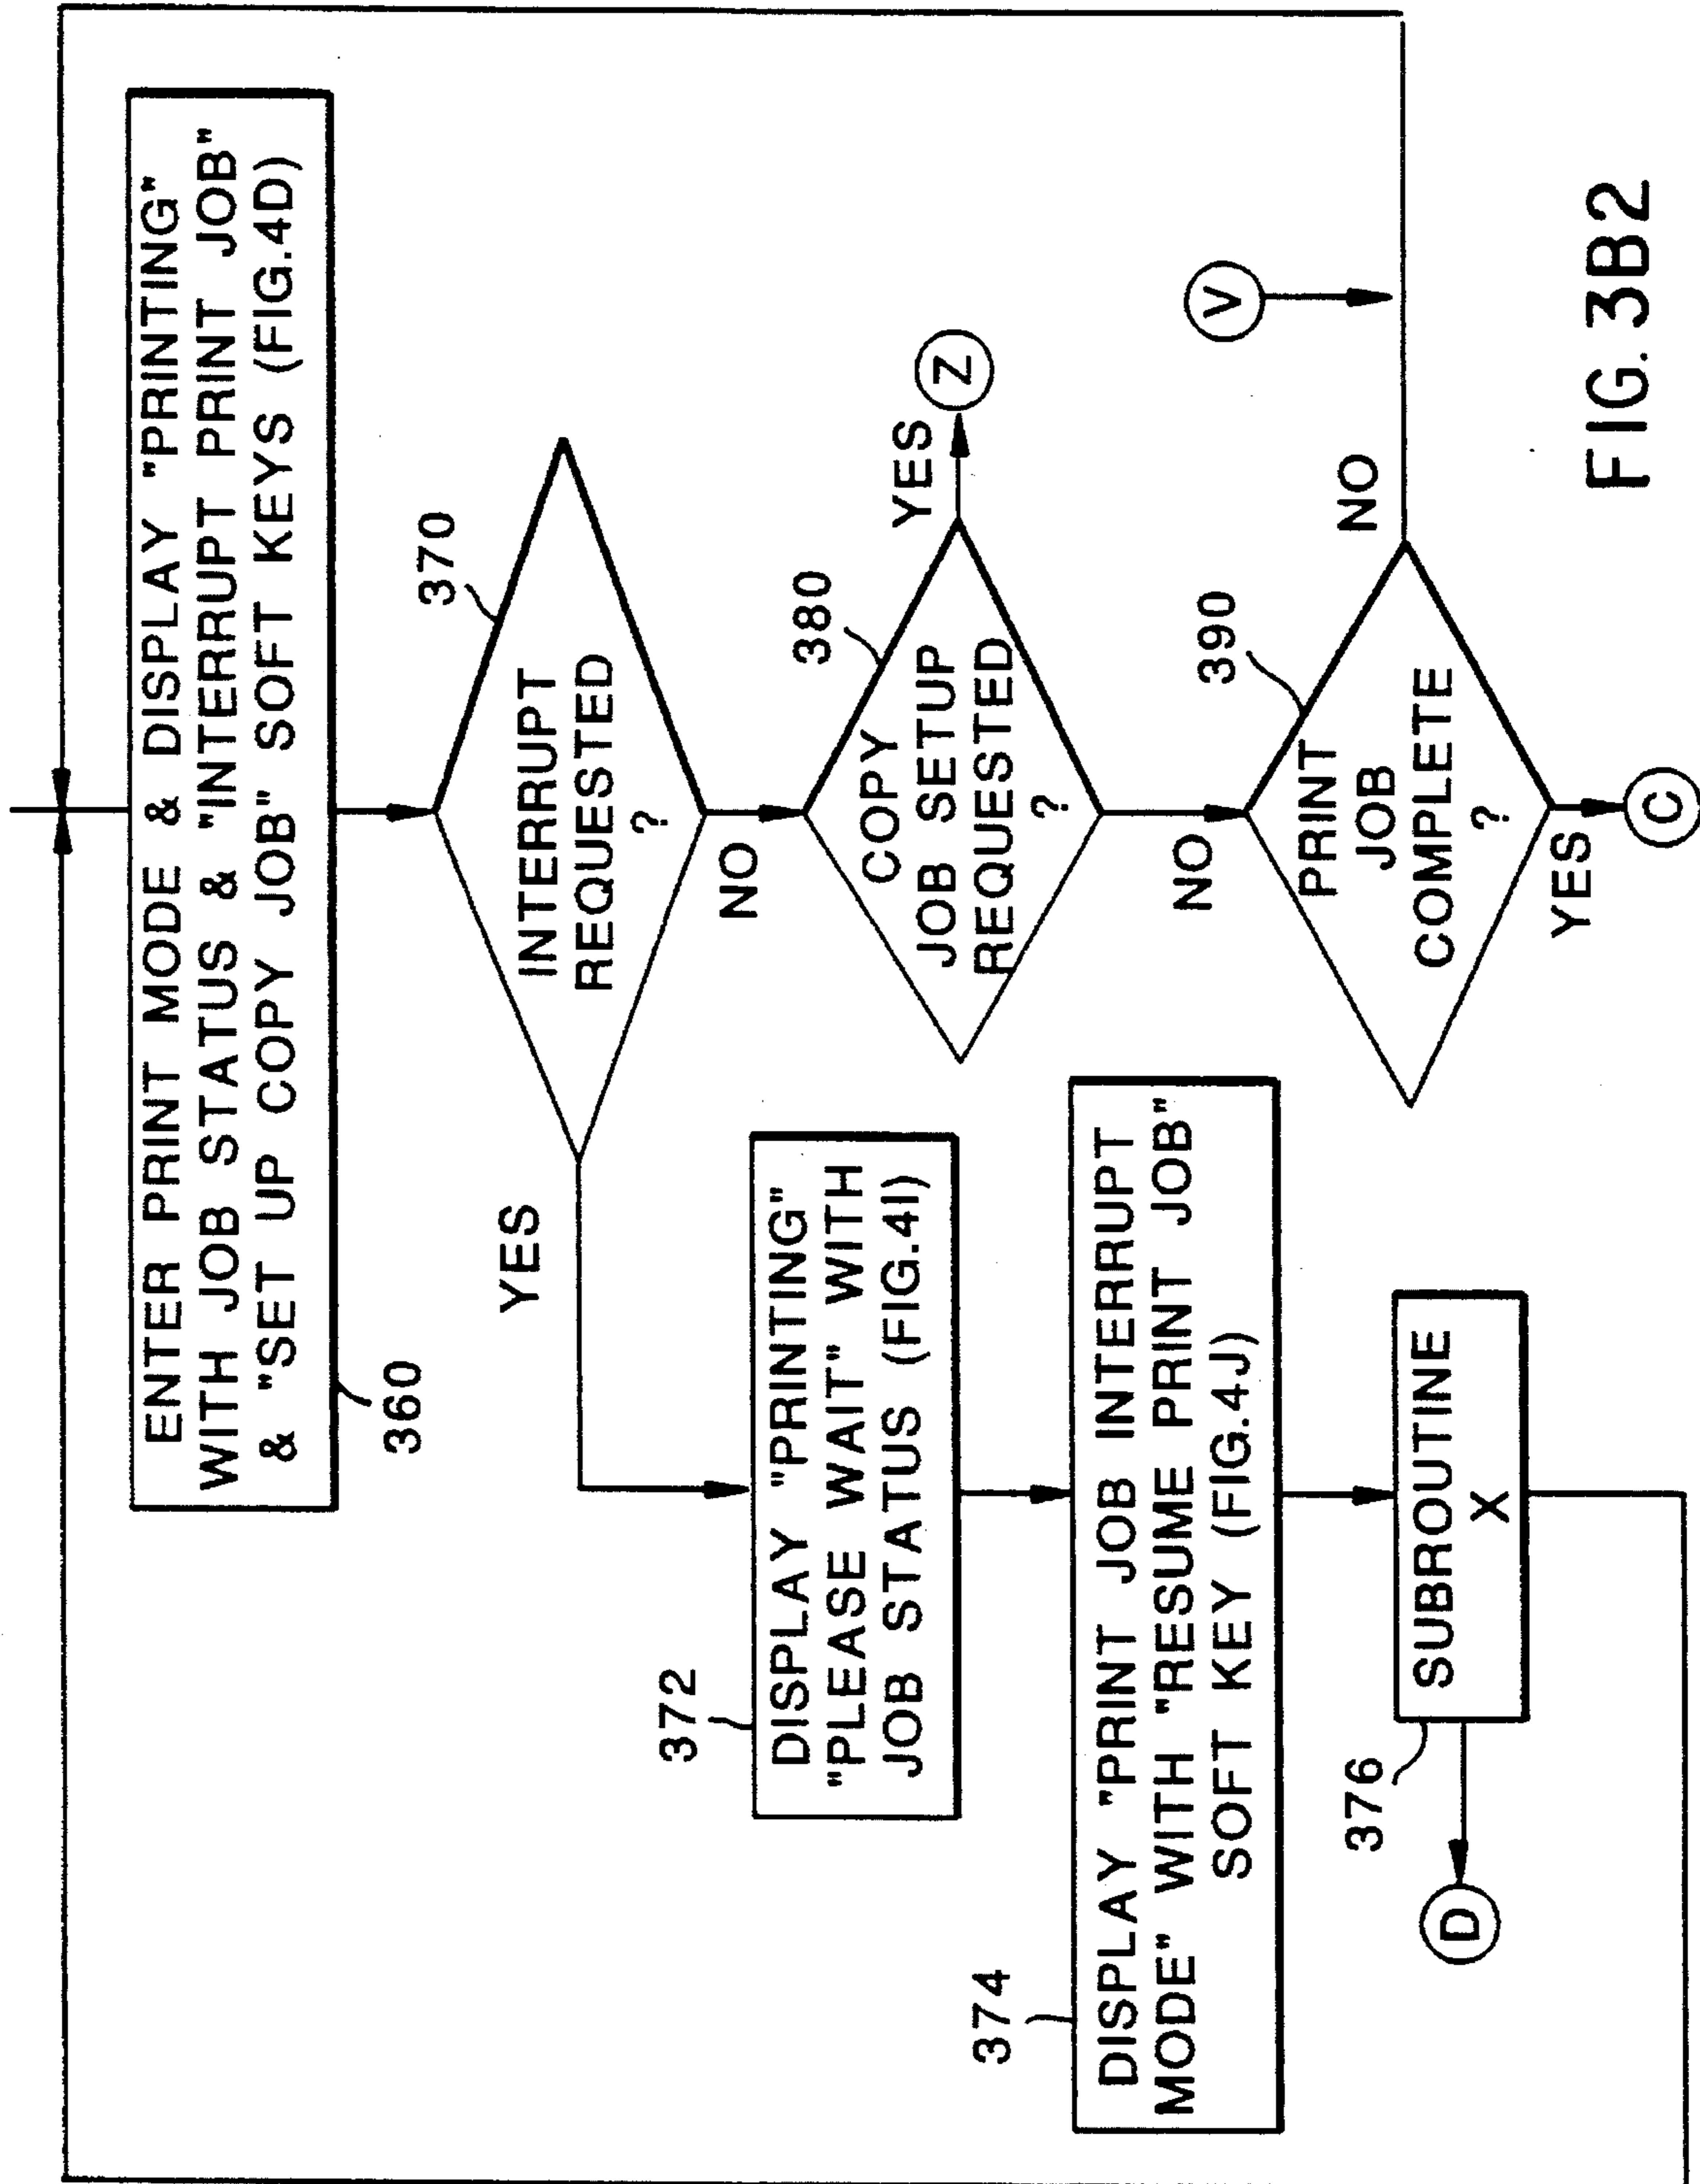 ENTER PRINT MODE & DISPLAY "PRINTING"
WITH JOB STATUS & "INTERRUPT PRINT JOB"
& "SET UP COPY JOB" SOFT KEYS (FIG.4D)
360
370
INTERRUPT
REQUESTED
?
YES
NO
372
DISPLAY "PRINTING"
"PLEASE WAIT" WITH
JOB STATUS (FIG.4I)
380
COPY
JOB SETUP
REQUESTED
?
YES
Z
NO
374
DISPLAY "PRINT JOB INTERRUPT
MODE" WITH "RESUME PRINT JOB"
SOFT KEY (FIG.4J)
390
PRINT
JOB
COMPLETE
?
NO
V
YES
C
376
SUBROUTINE
X
D
FIG. 3B2